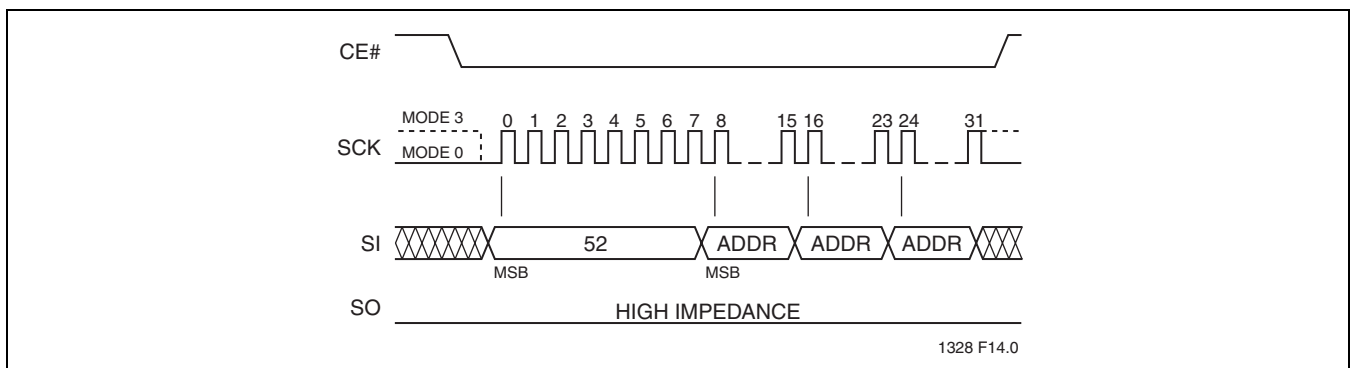 CE#
MODE 3
0 1 2 3 4 5 6 7 8 15 16 23 24 31
SCK
MODE 0
SI
52 ADDR ADDR ADDR
MSB MSB
SO
HIGH IMPEDANCE
1328 F14.0